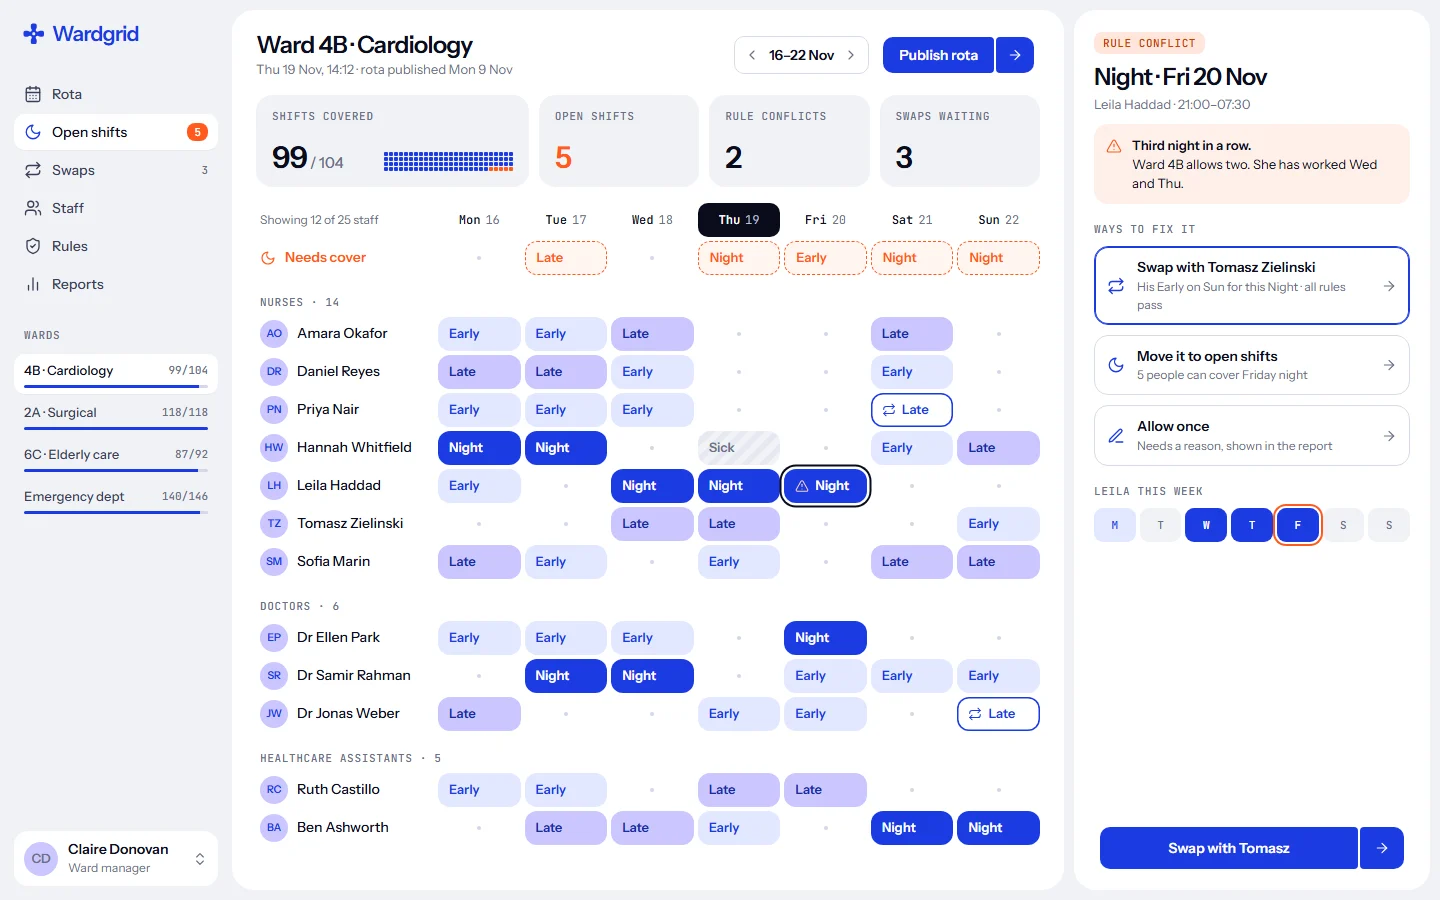 Wardgrid
Rota
Open shifts 5
Swaps 3
Staff
Rules
Reports
WARDS
4B · Cardiology 99/104
2A · Surgical 118/118
6C · Elderly care 87/92
Emergency dept 140/146
CD Claire Donovan
Ward manager
Ward 4B · Cardiology
Thu 19 Nov, 14:12 · rota published Mon 9 Nov
16–22 Nov
Publish rota
SHIFTS COVERED
99 / 104
OPEN SHIFTS
5
RULE CONFLICTS
2
SWAPS WAITING
3
Showing 12 of 25 staff Mon 16 Tue 17 Wed 18 Thu 19 Fri 20 Sat 21 Sun 22
Needs cover Late Night Early Night Night
NURSES · 14
AO Amara Okafor Early Early Late Late
DR Daniel Reyes Late Late Early Early
PN Priya Nair Early Early Early Late
HW Hannah Whitfield Night Night Sick Early Late
LH Leila Haddad Early Night Night Night
TZ Tomasz Zielinski Late Late Early
SM Sofia Marin Late Early Early Late Late
DOCTORS · 6
EP Dr Ellen Park Early Early Early Night
SR Dr Samir Rahman Night Night Early Early Early
JW Dr Jonas Weber Late Early Early Late
HEALTHCARE ASSISTANTS · 5
RC Ruth Castillo Early Early Late Late
BA Ben Ashworth Late Late Early Night Night
RULE CONFLICT
Night · Fri 20 Nov
Leila Haddad · 21:00–07:30
Third night in a row.
Ward 4B allows two. She has worked Wed
and Thu.
WAYS TO FIX IT
Swap with Tomasz Zielinski
His Early on Sun for this Night · all rules
pass
Move it to open shifts
5 people can cover Friday night
Allow once
Needs a reason, shown in the report
LEILA THIS WEEK
M T W T F S S
Swap with Tomasz